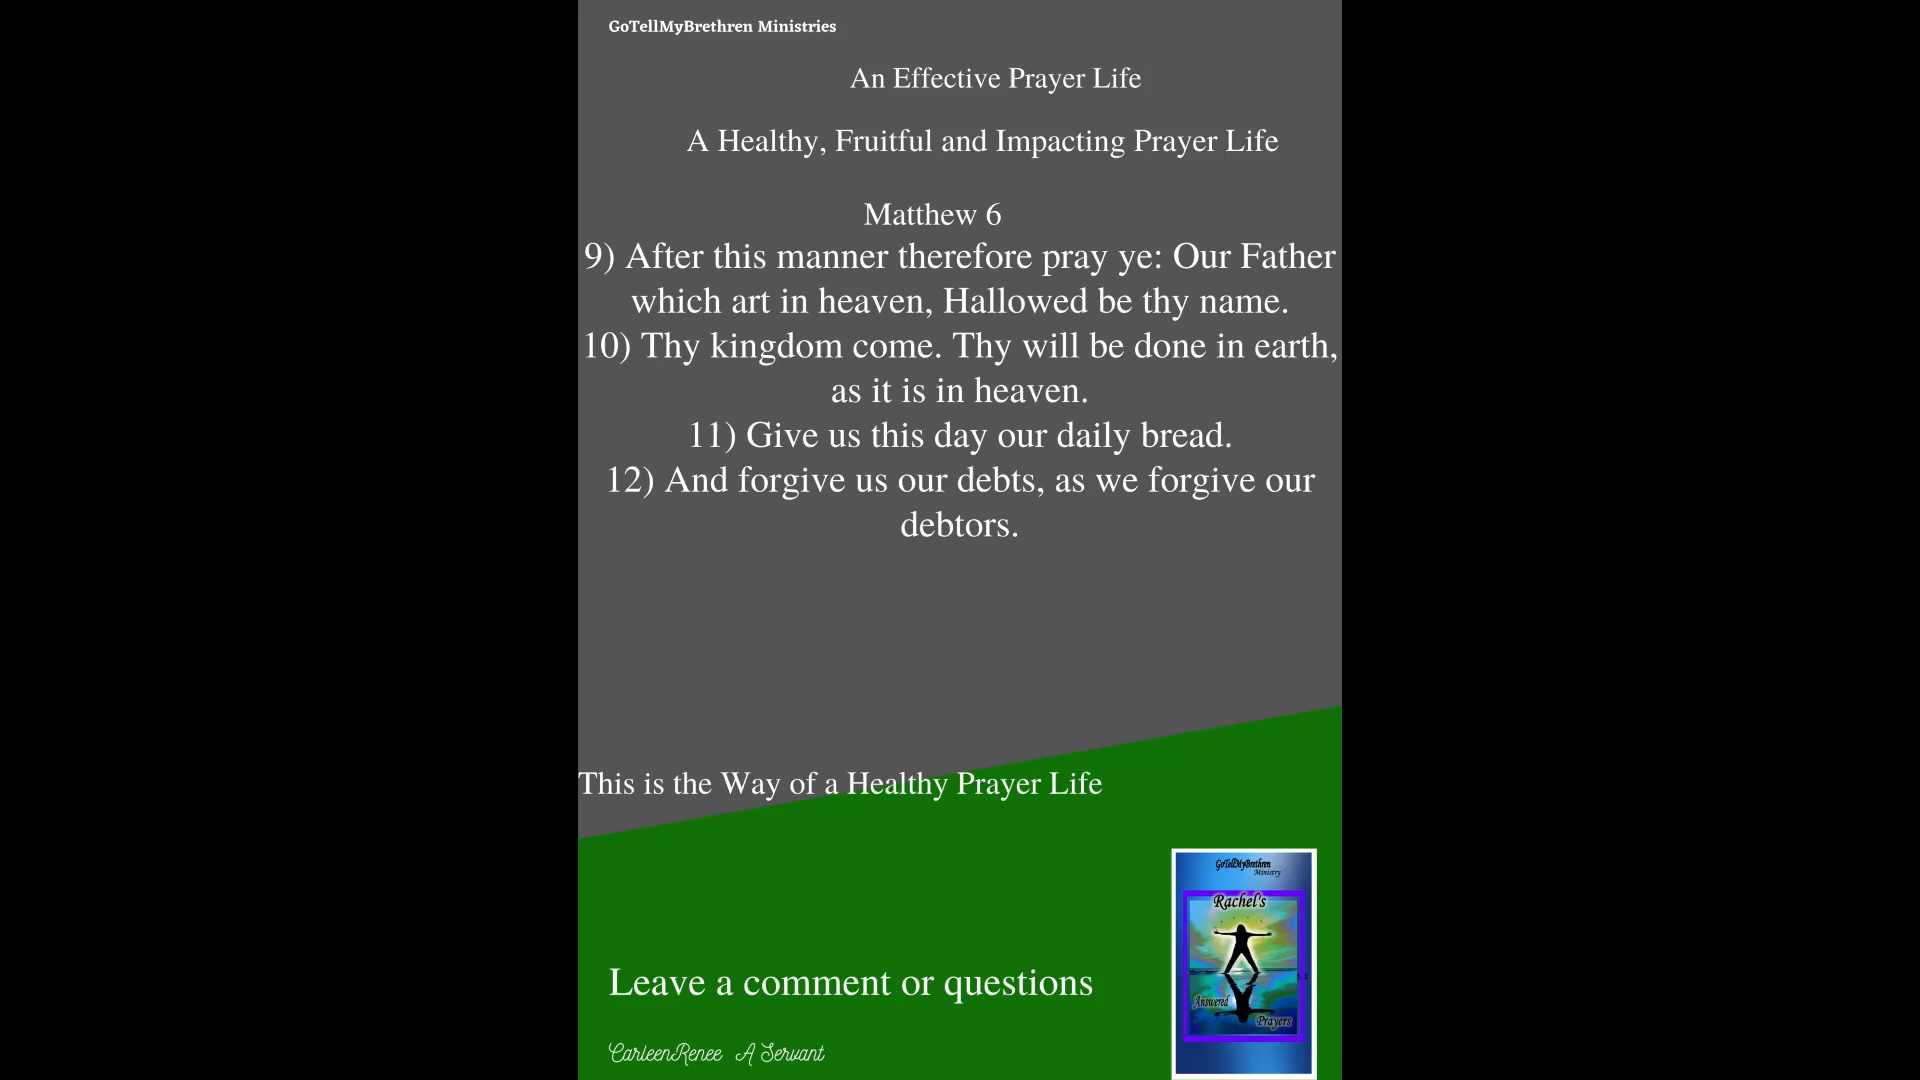 GoTellMyBrethren Ministries
An Effective Prayer Life
A Healthy, Fruitful and Impacting Prayer Life
Matthew 6
9) After this manner therefore pray ye: Our Father
which art in heaven, Hallowed be thy name.
10) Thy kingdom come. Thy will be done in earth,
as it is in heaven.
11) Give us this day our daily bread.
12) And forgive us our debts, as we forgive our
debtors.
This is the Way of a Healthy Prayer Life
GoTellMyBrethren
Ministry
Rachel's
Answered
Prayers
Leave a comment or questions
CarleenRenee A Servant